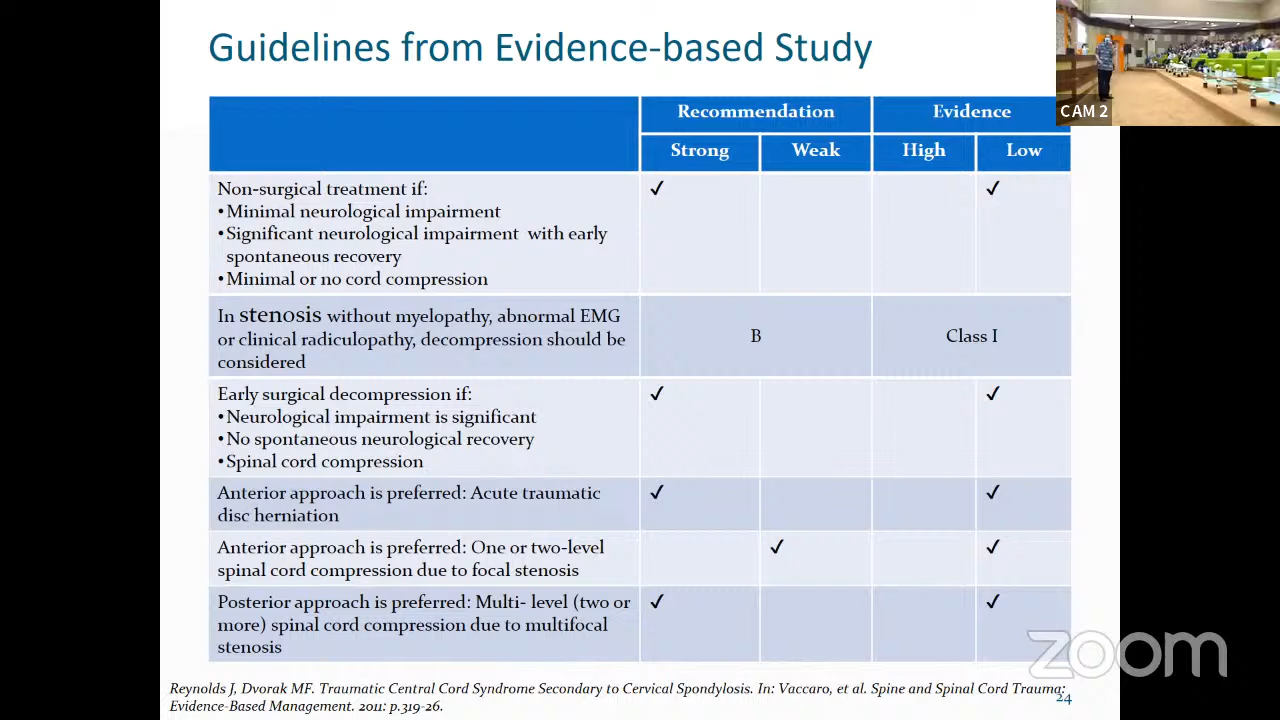 Guidelines from Evidence-based Study
CAM 2
Recommendation Evidence
Strong Weak High Low
Non-surgical treatment if: ✓ ✓
•Minimal neurological impairment
•Significant neurological impairment with early
spontaneous recovery
•Minimal or no cord compression
In stenosis without myelopathy, abnormal EMG
or clinical radiculopathy, decompression should be
considered
B Class I
Early surgical decompression if: ✓ ✓
•Neurological impairment is significant
•No spontaneous neurological recovery
•Spinal cord compression
Anterior approach is preferred: Acute traumatic ✓ ✓
disc herniation
Anterior approach is preferred: One or two-level ✓ ✓
spinal cord compression due to focal stenosis
Posterior approach is preferred: Multi- level (two or ✓ ✓
more) spinal cord compression due to multifocal
stenosis
zoom
Reynolds J, Dvorak MF. Traumatic Central Cord Syndrome Secondary to Cervical Spondylosis. In: Vaccaro, et al. Spine and Spinal Cord Trauma:
Evidence-Based Management. 2011: p.319-26.
24